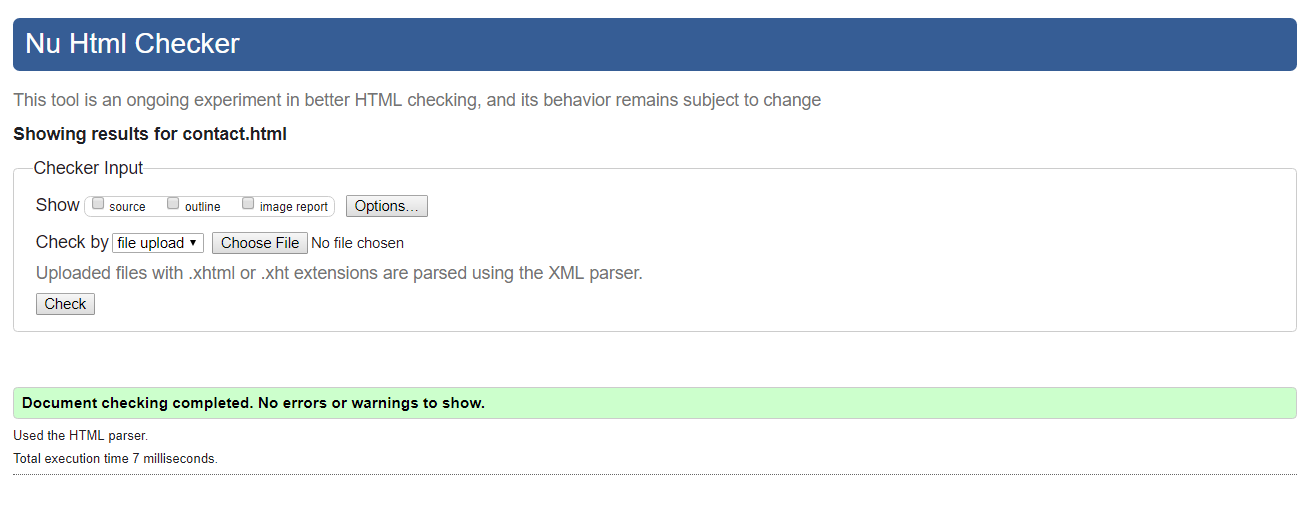 Nu Html Checker
This tool is an ongoing experiment in better HTML checking, and its behavior remains subject to change
Showing results for contact.html
Checker Input
Show source outline image report Options...
Check by file upload Choose File No file chosen
Uploaded files with .xhtml or .xht extensions are parsed using the XML parser.
Check
Document checking completed. No errors or warnings to show.
Used the HTML parser.
Total execution time 7 milliseconds.